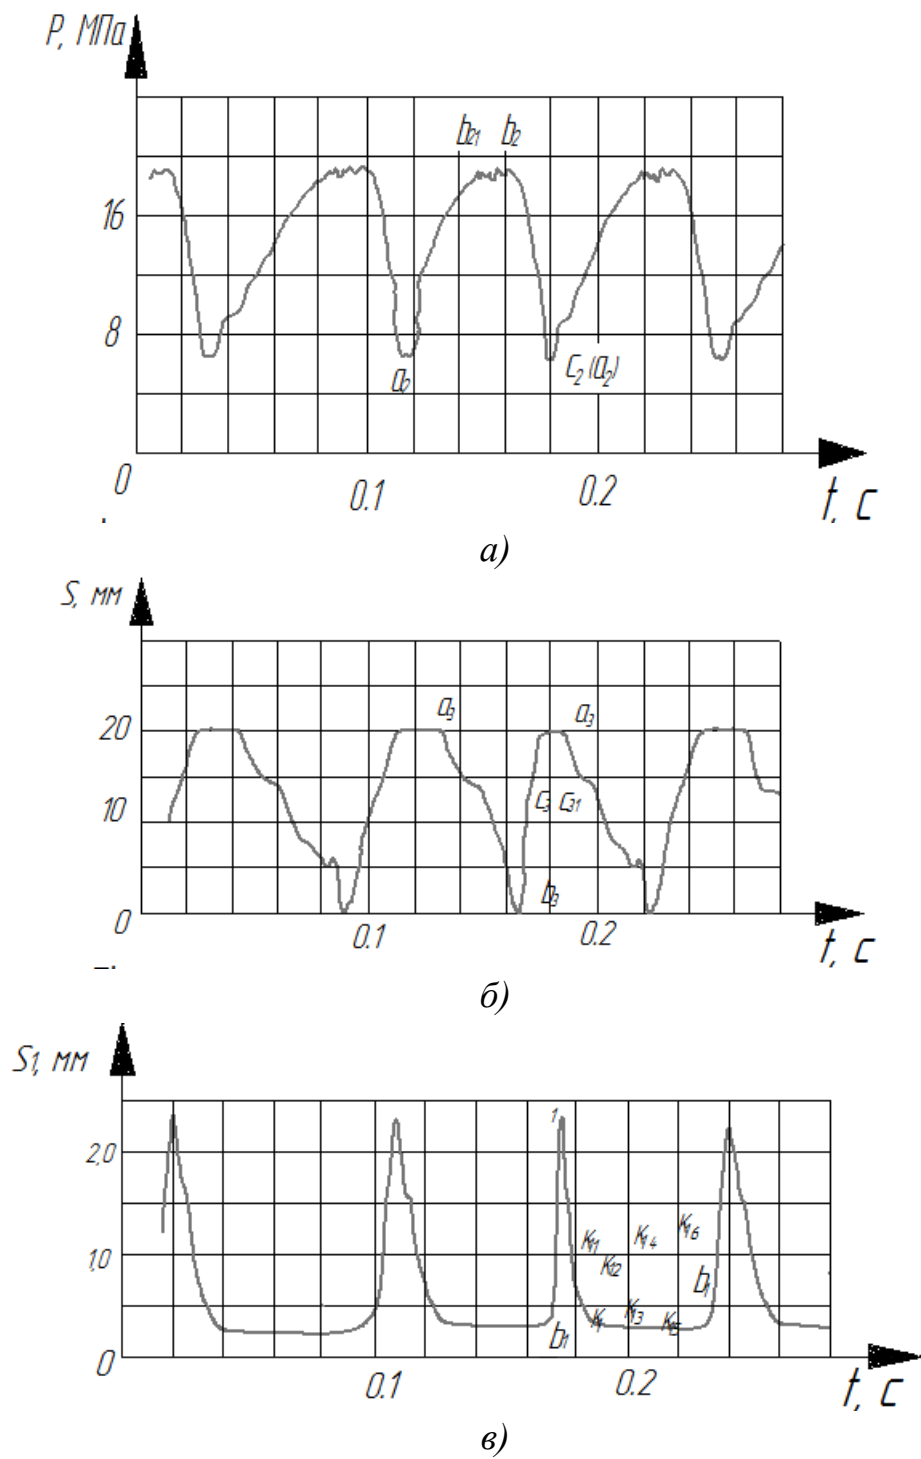 P, МПа
b21 b2
16
8
a2 c2 (a2)
0 0.1 0.2 t, c
а)
S, мм
20 a3 a3
10 c3 c31
b3
0 0.1 0.2 t, c
б)
S1, мм
1
2,0
K11 K14 K16
1,0 K12 b1
K1 K13 K15
b1
0 0.1 0.2 t, c
в)